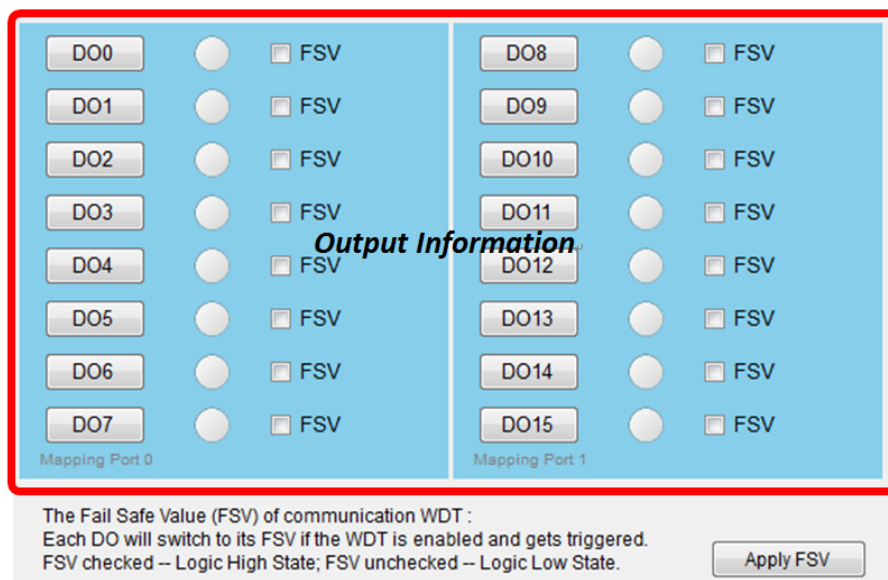 DO0 FSV DO8 FSV
DO1 FSV DO9 FSV
DO2 FSV DO10 FSV
DO3 FSV DO11 FSV
Output Information
DO4 FSV DO12 FSV
DO5 FSV DO13 FSV
DO6 FSV DO14 FSV
DO7 FSV DO15 FSV
Mapping Port 0 Mapping Port 1
The Fail Safe Value (FSV) of communication WDT :
Each DO will switch to its FSV if the WDT is enabled and gets triggered.
FSV checked -- Logic High State; FSV unchecked -- Logic Low State. Apply FSV